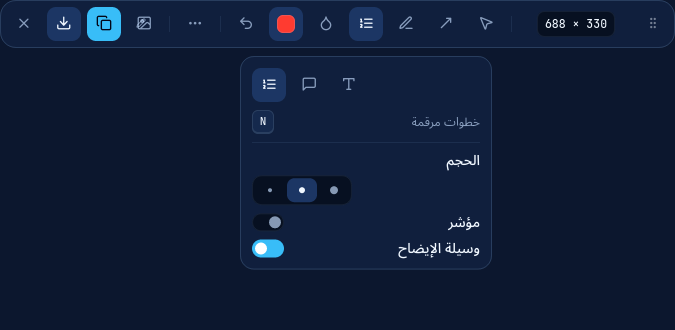 688 × 330
خطوات مرقمة
N
الحجم
مؤشر
وسيلة الإيضاح